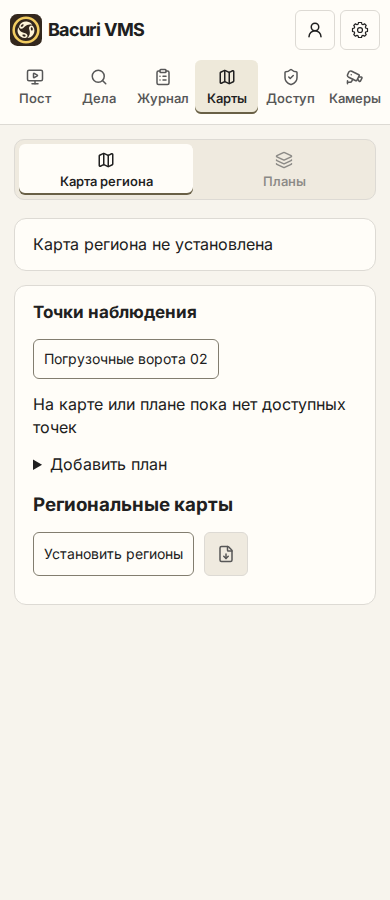 Bacuri VMS
Пост
Дела
Журнал
Карты
Доступ
Камеры
Карта региона
Планы
Карта региона не установлена
Точки наблюдения
Погрузочные ворота 02
На карте или плане пока нет доступных
точек
Добавить план
Региональные карты
Установить регионы